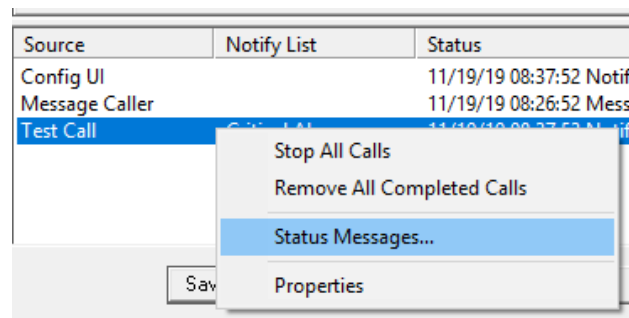 Source Notify List Status
Config UI 11/19/19 08:37:52 Notif
Message Caller 11/19/19 08:26:52 Mess
Test Call
Stop All Calls
Remove All Completed Calls
Status Messages...
Properties
Sav